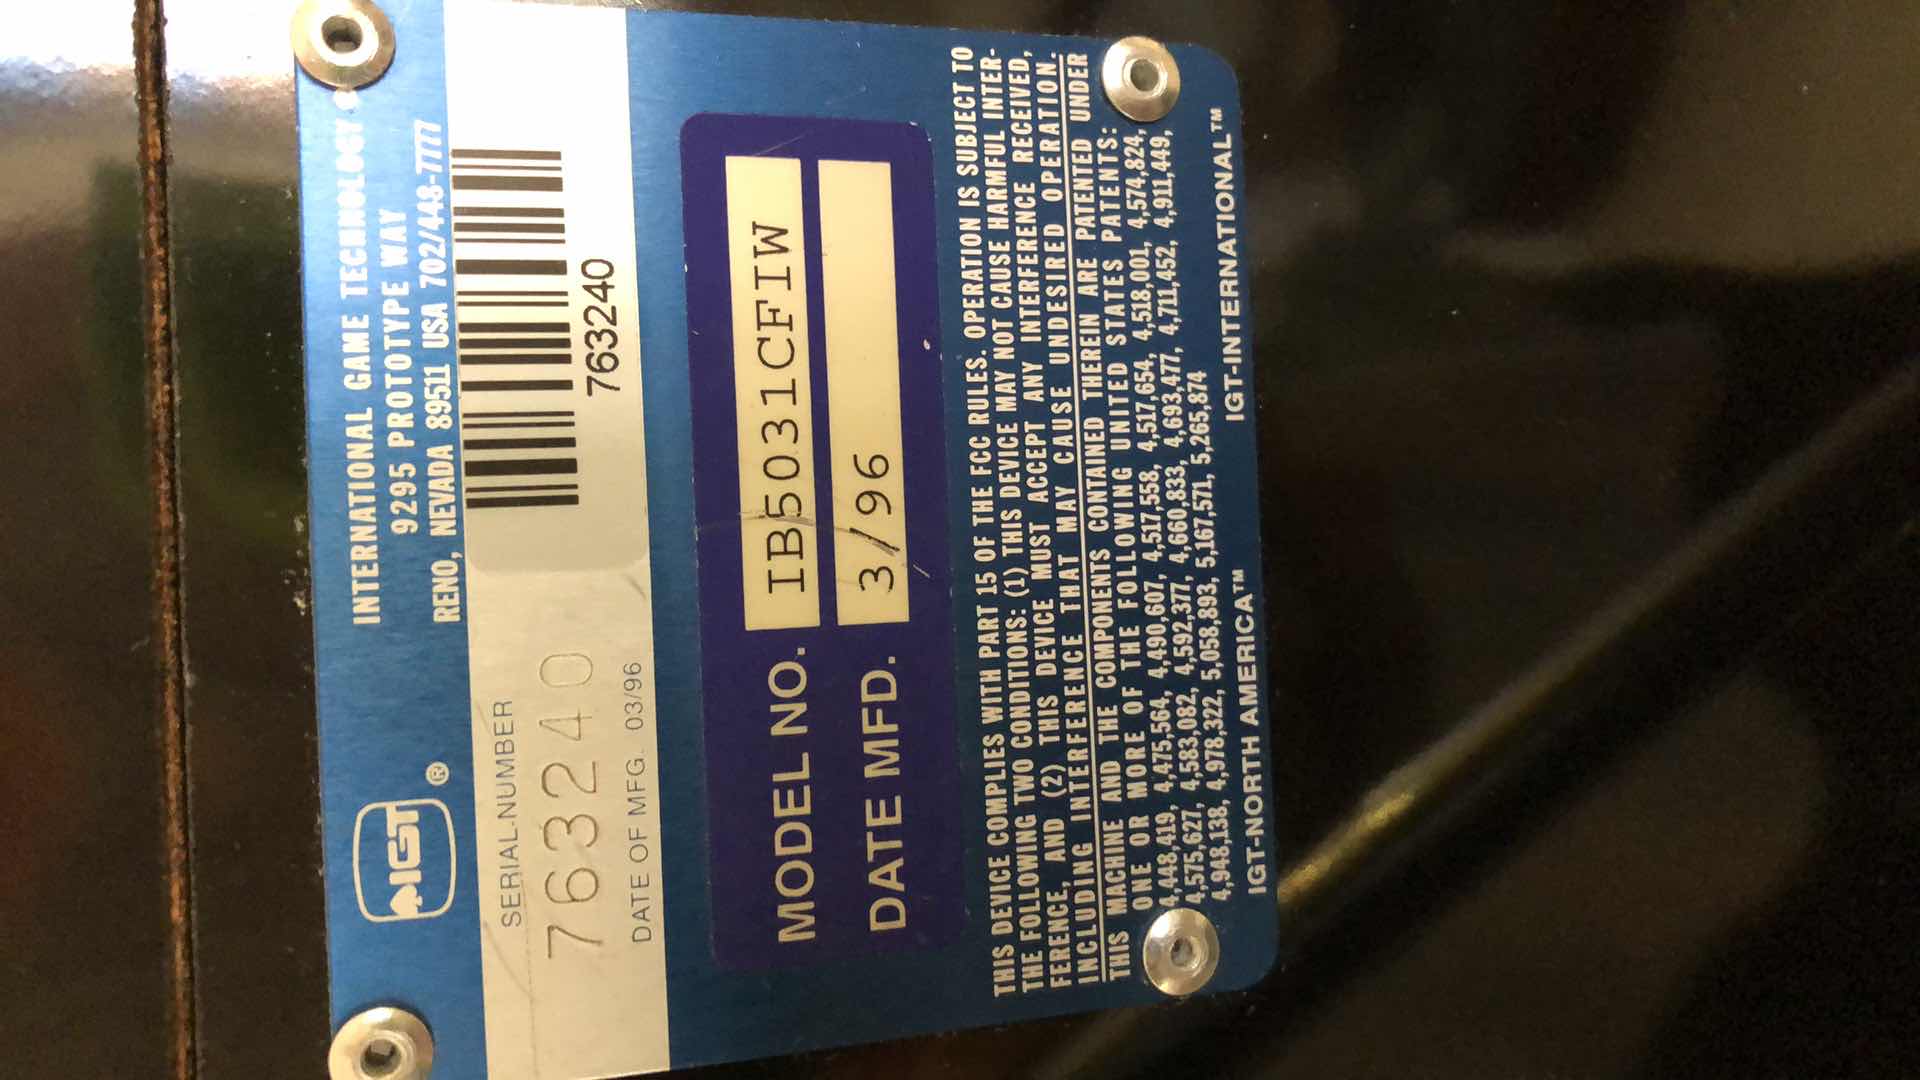 IGT ®
INTERNATIONAL GAME TECHNOLOGY
9295 PROTOTYPE WAY
RENO, NEVADA 89511 USA 702/448-7777
SERIAL NUMBER
763240
DATE OF MFG. 03/96
763240
MODEL NO. IB5031CFIW
DATE MFD. 3/96
THIS DEVICE COMPLIES WITH PART 15 OF THE FCC RULES. OPERATION IS SUBJECT TO
THE FOLLOWING TWO CONDITIONS: (1) THIS DEVICE MAY NOT CAUSE HARMFUL INTER-
FERENCE, AND (2) THIS DEVICE MUST ACCEPT ANY INTERFERENCE RECEIVED,
INCLUDING INTERFERENCE THAT MAY CAUSE UNDESIRED OPERATION.
THIS MACHINE AND THE COMPONENTS CONTAINED THEREIN ARE PATENTED UNDER
ONE OR MORE OF THE FOLLOWING UNITED STATES PATENTS:
4,448,419, 4,475,564, 4,490,607, 4,517,558, 4,517,654, 4,518,001, 4,574,824,
4,575,627, 4,583,082, 4,592,377, 4,660,833, 4,693,477, 4,711,452, 4,911,449,
4,948,138, 4,978,322, 5,058,893, 5,167,571, 5,265,874
IGT-NORTH AMERICA™ IGT-INTERNATIONAL™